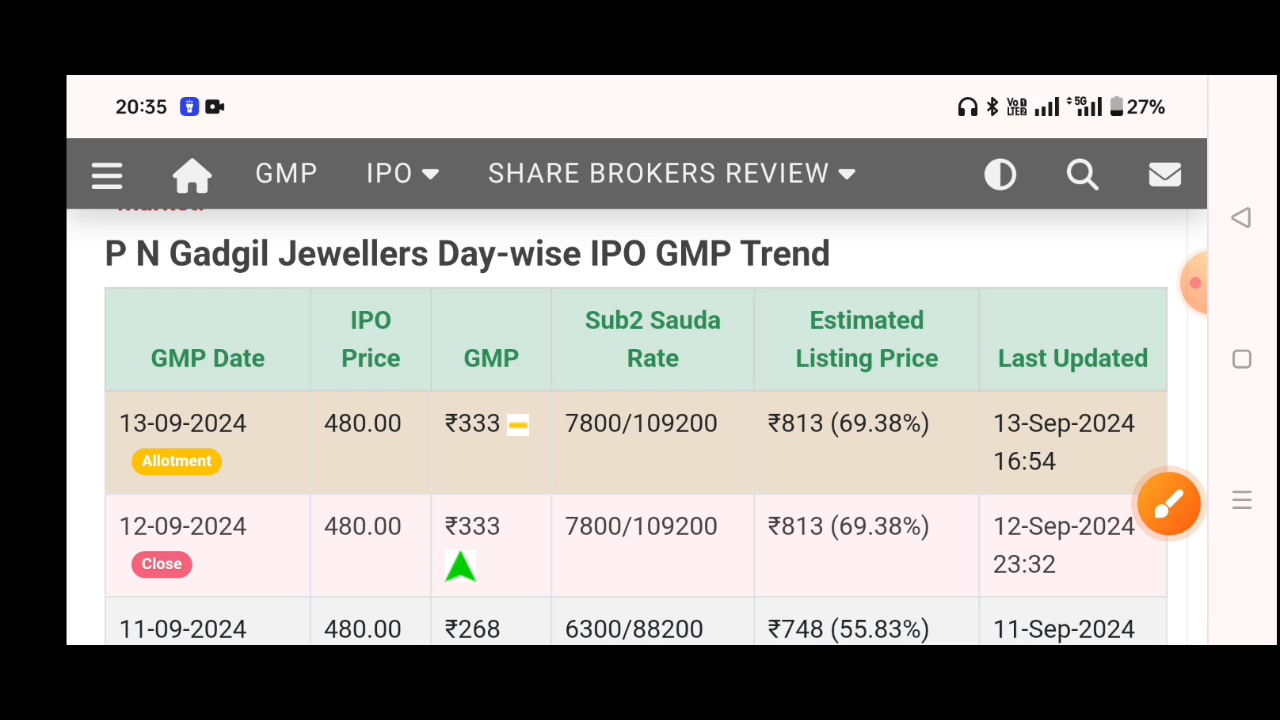 20:35 VoD LTE2 5G 27%
GMP IPO SHARE BROKERS REVIEW
P N Gadgil Jewellers Day-wise IPO GMP Trend
GMP Date IPO Price GMP Sub2 Sauda Rate Estimated Listing Price Last Updated
13-09-2024 480.00 ₹333 7800/109200 ₹813 (69.38%) 13-Sep-2024
Allotment 16:54
12-09-2024 480.00 ₹333 7800/109200 ₹813 (69.38%) 12-Sep-2024
Close 23:32
11-09-2024 480.00 ₹268 6300/88200 ₹748 (55.83%) 11-Sep-2024